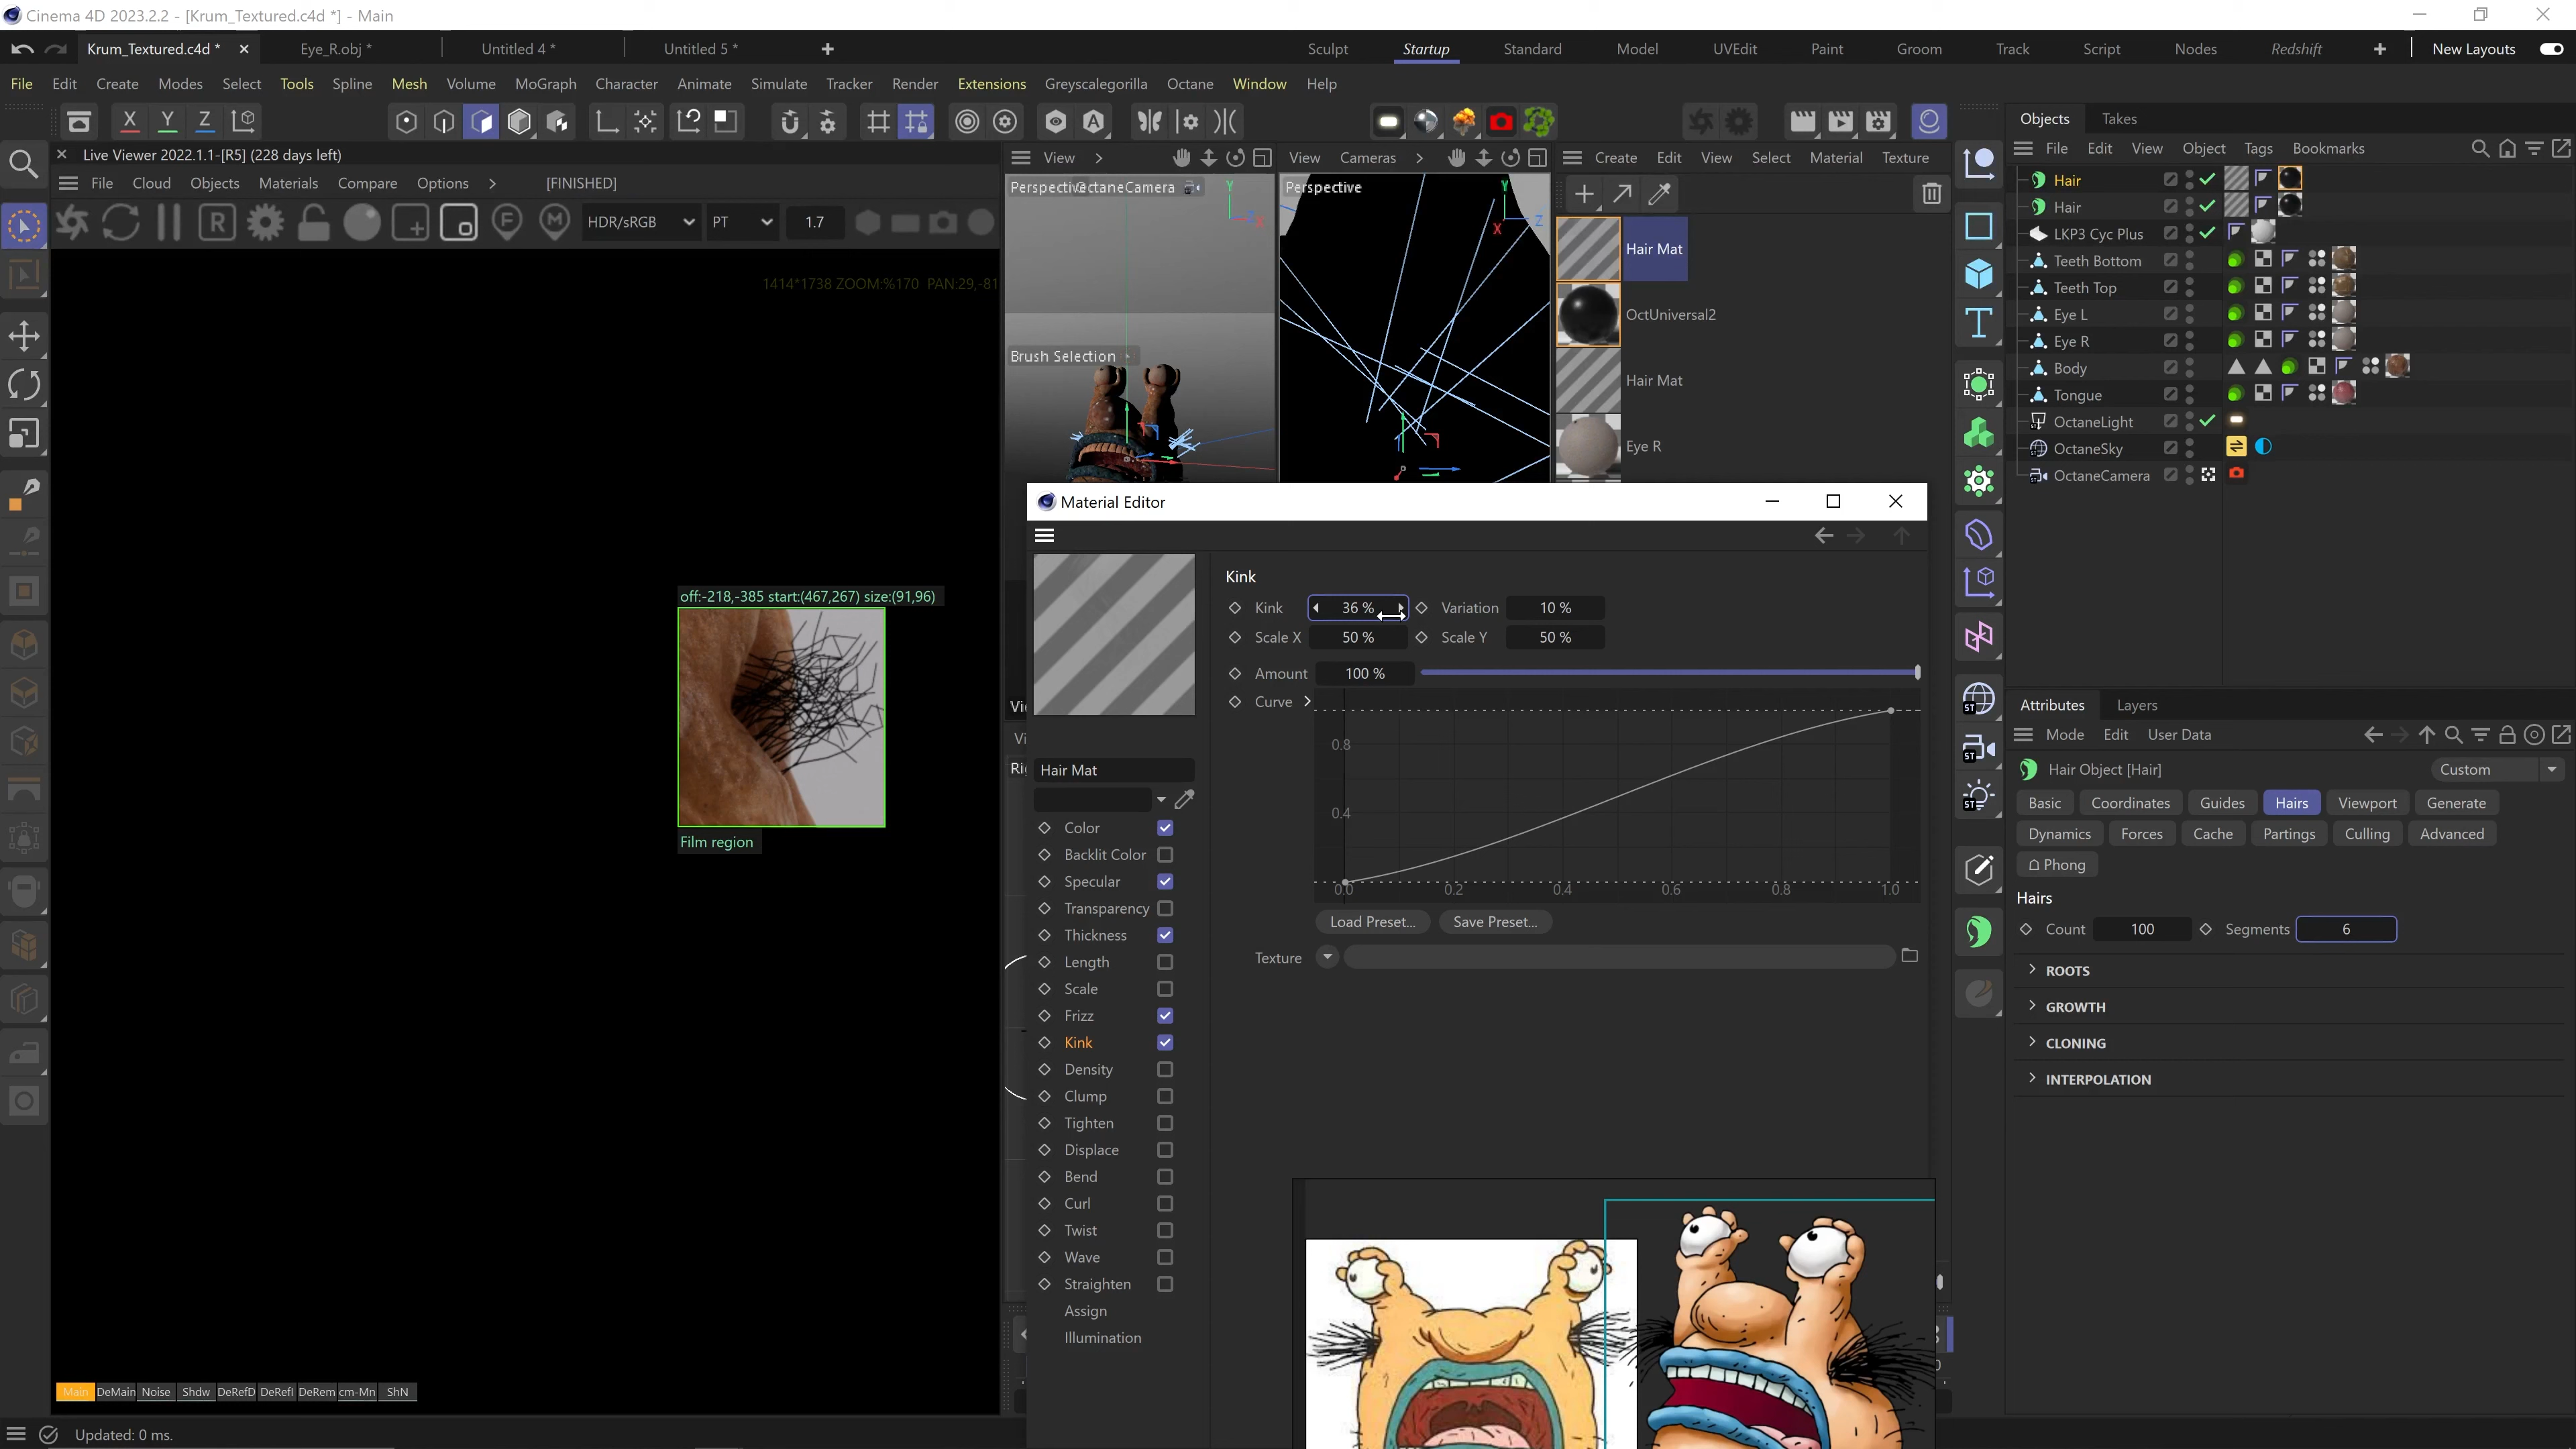 Cinema 4D 2023.2.2 - [Krum_Textured.c4d *] - Main
Krum_Textured.c4d *
Eye_R.obj *
Untitled 4 *
Untitled 5 *
Sculpt Startup Standard Model UVEdit Paint Groom Track Script Nodes Redshift New Layouts
File Edit Create Modes Select Tools Spline Mesh Volume MoGraph Character Animate Simulate Tracker Render Extensions Greyscalegorilla Octane Window Help
X Y Z
Live Viewer 2022.1.1-[R5] (228 days left)
File Cloud Objects Materials Compare Options [FINISHED]
R F M HDR/sRGB PT 1.7
1414*1738 ZOOM:%170 PAN:29,-81
off:-218,-385 start:(467,267) size:(91,96)
Film region
Main DeMain Noise Shdw DeRefD DeRefl DeRem cm-Mn ShN
Updated: 0 ms.
View
Perspective OctaneCamera
Y
Brush Selection
View Cameras
Perspective
Y
X
Z
Create Edit View Select Material Texture
Hair Mat
OctUniversal2
Hair Mat
Eye R
Material Editor
Hair Mat
Color
Backlit Color
Specular
Transparency
Thickness
Length
Scale
Frizz
Kink
Density
Clump
Tighten
Displace
Bend
Curl
Twist
Wave
Straighten
Assign
Illumination
Kink
Kink 36 % Variation 10 %
Scale X 50 % Scale Y 50 %
Amount 100 %
Curve
0.8
0.4
0.0 0.2 0.4 0.6 0.8 1.0
Load Preset... Save Preset...
Texture
Objects Takes
File Edit View Object Tags Bookmarks
Hair
Hair
LKP3 Cyc Plus
Teeth Bottom
Teeth Top
Eye L
Eye R
Body
Tongue
OctaneLight
OctaneSky
OctaneCamera
Attributes Layers
Mode Edit User Data
Hair Object [Hair] Custom
Basic Coordinates Guides Hairs Viewport Generate
Dynamics Forces Cache Partings Culling Advanced
Phong
Hairs
Count 100 Segments 6
ROOTS
GROWTH
CLONING
INTERPOLATION